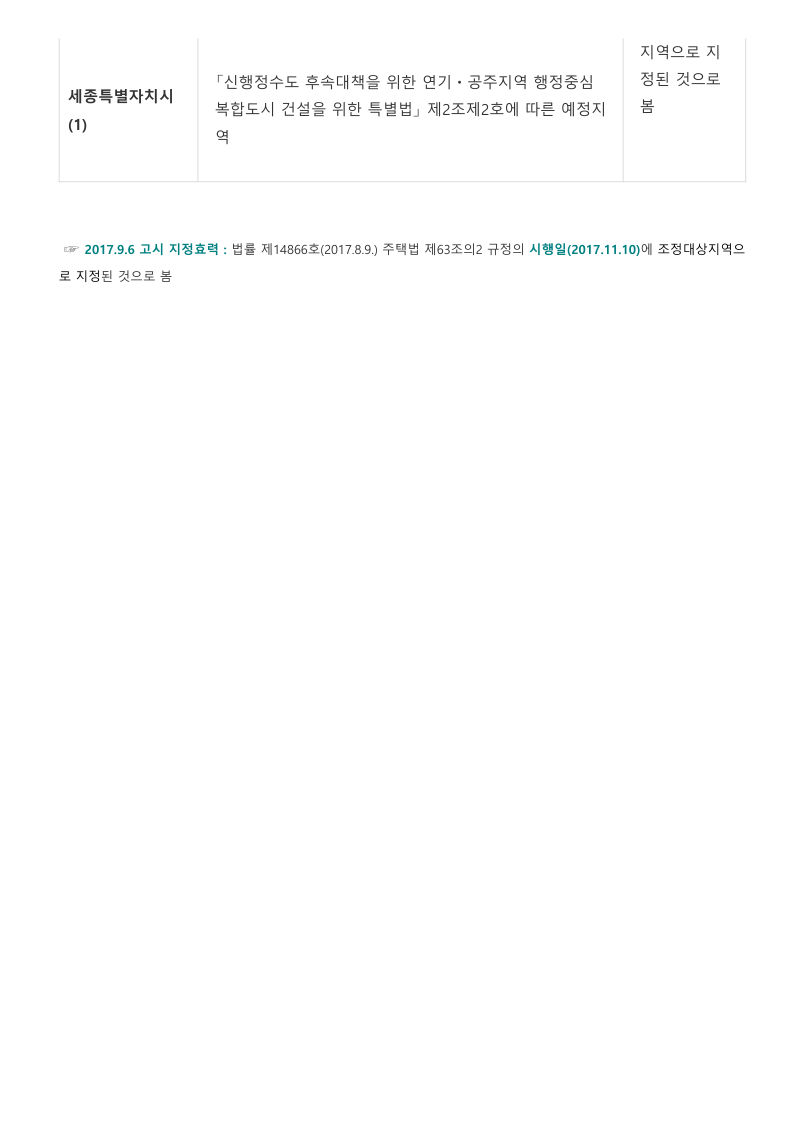 세종특별자치시
(1)
「신행정수도 후속대책을 위한 연기·공주지역 행정중심
복합도시 건설을 위한 특별법」 제2조제2호에 따른 예정지
역
지역으로 지
정된 것으로
봄
☞ 2017.9.6 고시 지정효력 : 법률 제14866호(2017.8.9.) 주택법 제63조의2 규정의 시행일(2017.11.10)에 조정대상지역으
로 지정된 것으로 봄